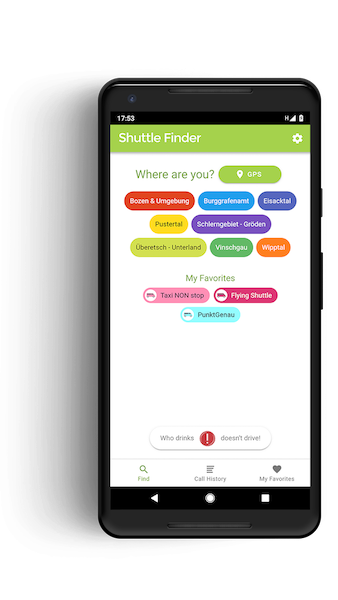 17:53
H
Shuttle Finder
Where are you? GPS
Bozen & Umgebung Burggrafenamt Eisacktal
Pustertal Schlerngebiet - Gröden
Überetsch - Unterland Vinschgau Wipptal
My Favorites
Taxi NON stop Flying Shuttle
PunktGenau
Who drinks ! doesn't drive!
Find Call History My Favorites